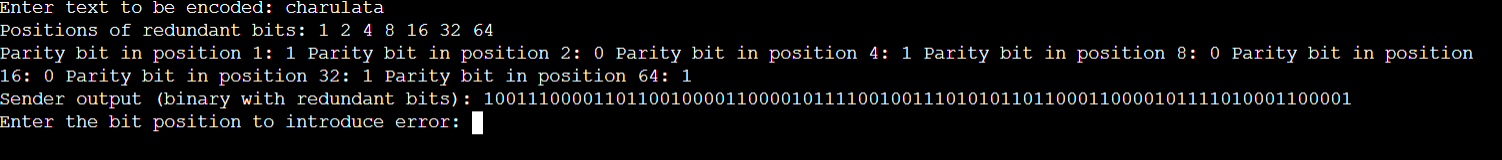 Enter text to be encoded: charulata
Positions of redundant bits: 1 2 4 8 16 32 64
Parity bit in position 1: 1 Parity bit in position 2: 0 Parity bit in position 4: 1 Parity bit in position 8: 0 Parity bit in position
16: 0 Parity bit in position 32: 1 Parity bit in position 64: 1
Sender output (binary with redundant bits): 1001110000110110010000110000101111001001110101011011000110000101111010001100001
Enter the bit position to introduce error: